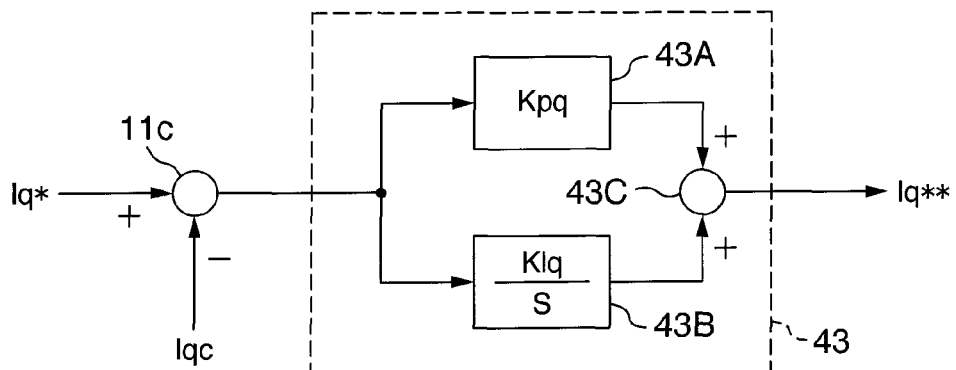 43A
Kpq
11c
+
Iq*
+
43C
Iq**
−
+
KIq
S
43B
43
Iqc